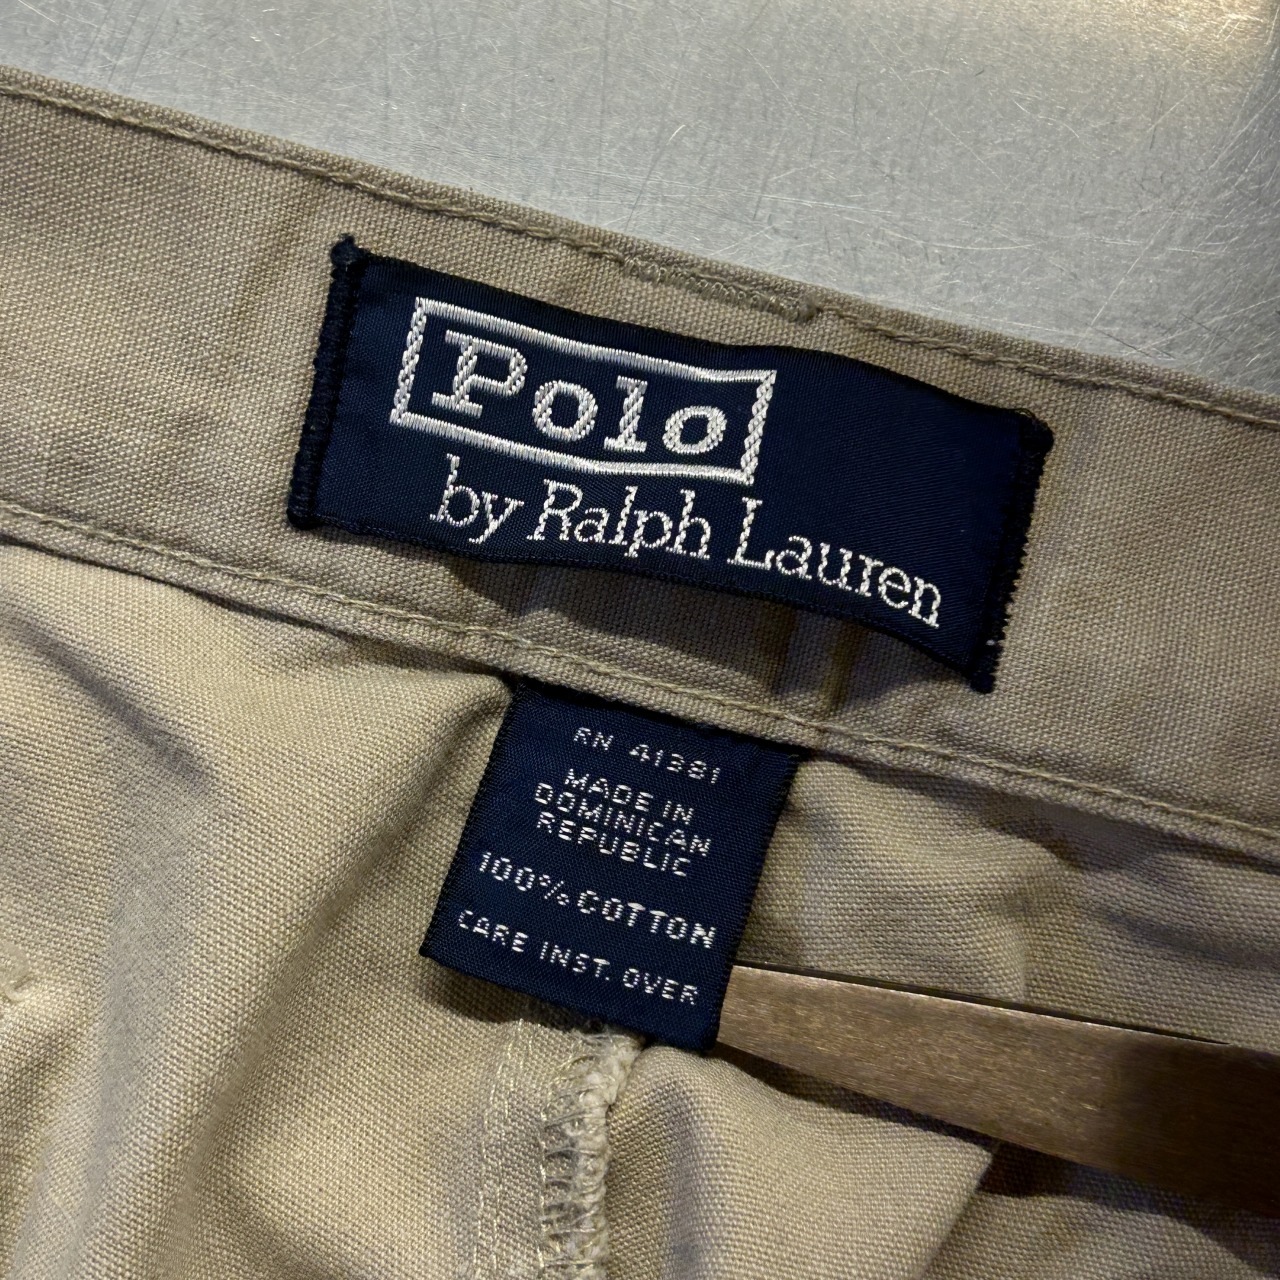 Polo
by Ralph Lauren
RN 41381
MADE IN
DOMINICAN
REPUBLIC
100% COTTON
CARE INST. OVER